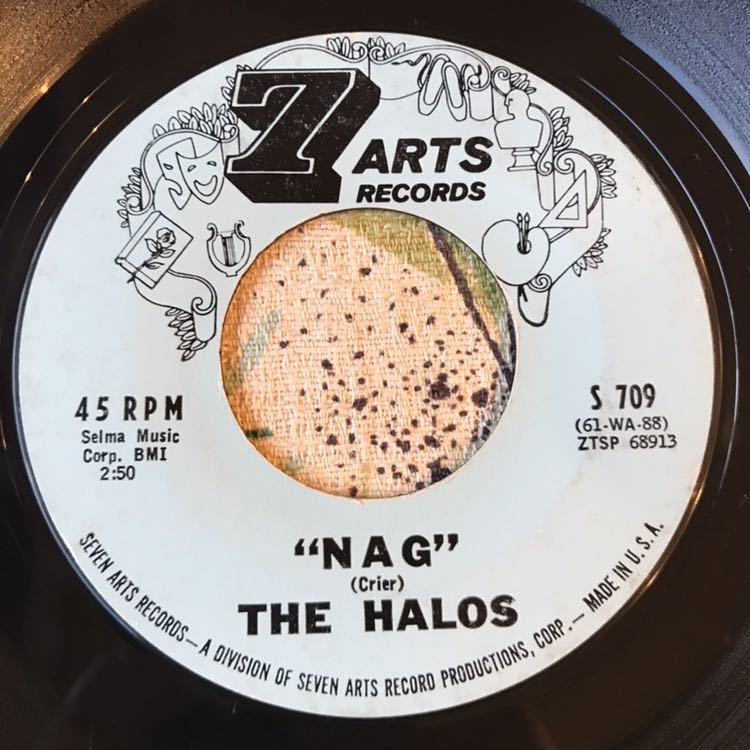 7 ARTS
RECORDS
45 RPM
Selma Music
Corp. BMI
2:50
S 709
(61-WA-88)
ZTSP 68913
“NAG”
(Crier)
THE HALOS
SEVEN ARTS RECORDS—A DIVISION OF SEVEN ARTS RECORD PRODUCTIONS, CORP.—MADE IN U.S.A.